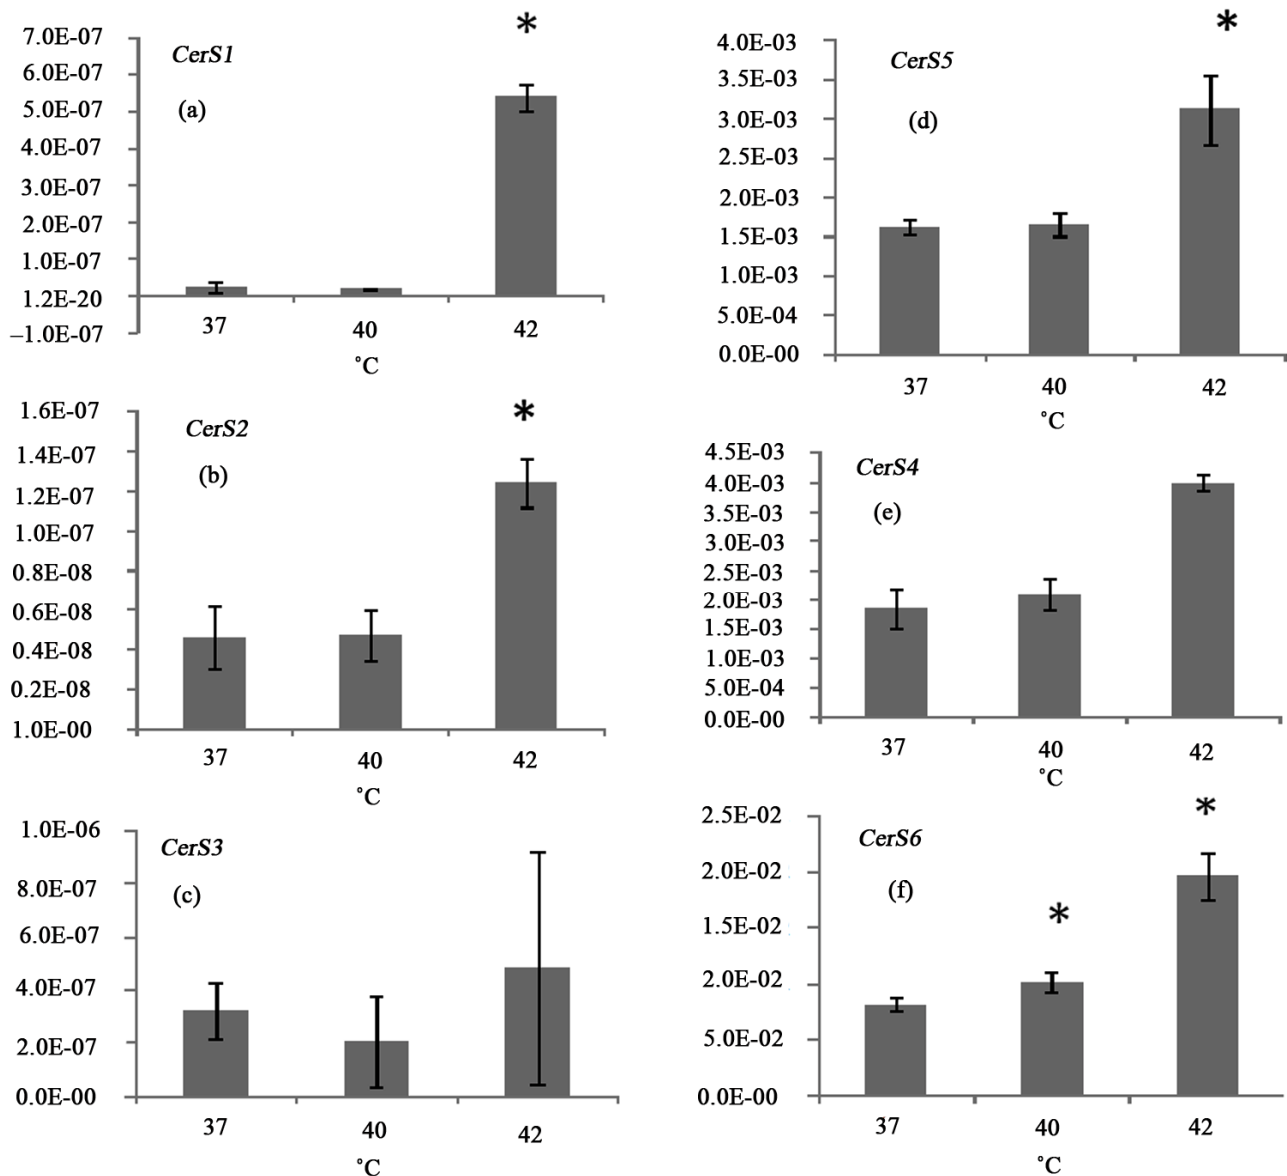 7.0E-07
6.0E-07
5.0E-07
4.0E-07
3.0E-07
2.0E-07
1.0E-07
1.2E-20
–1.0E-07
CerS1
(a)
*
37
40
42
°C
1.6E-07
1.4E-07
1.2E-07
1.0E-07
0.8E-08
0.6E-08
0.4E-08
0.2E-08
1.0E-00
CerS2
(b)
*
37
40
42
°C
1.0E-06
8.0E-07
6.0E-07
4.0E-07
2.0E-07
0.0E-00
CerS3
(c)
37
40
42
°C
4.0E-03
3.5E-03
3.0E-03
2.5E-03
2.0E-03
1.5E-03
1.0E-03
5.0E-04
0.0E-00
CerS5
(d)
*
37
40
42
°C
4.5E-03
4.0E-03
3.5E-03
3.0E-03
2.5E-03
2.0E-03
1.5E-03
1.0E-03
5.0E-04
0.0E-00
CerS4
(e)
37
40
42
°C
2.5E-02
2.0E-02
1.5E-02
2.0E-02
5.0E-02
0.0E-00
CerS6
(f)
*
*
37
40
42
°C